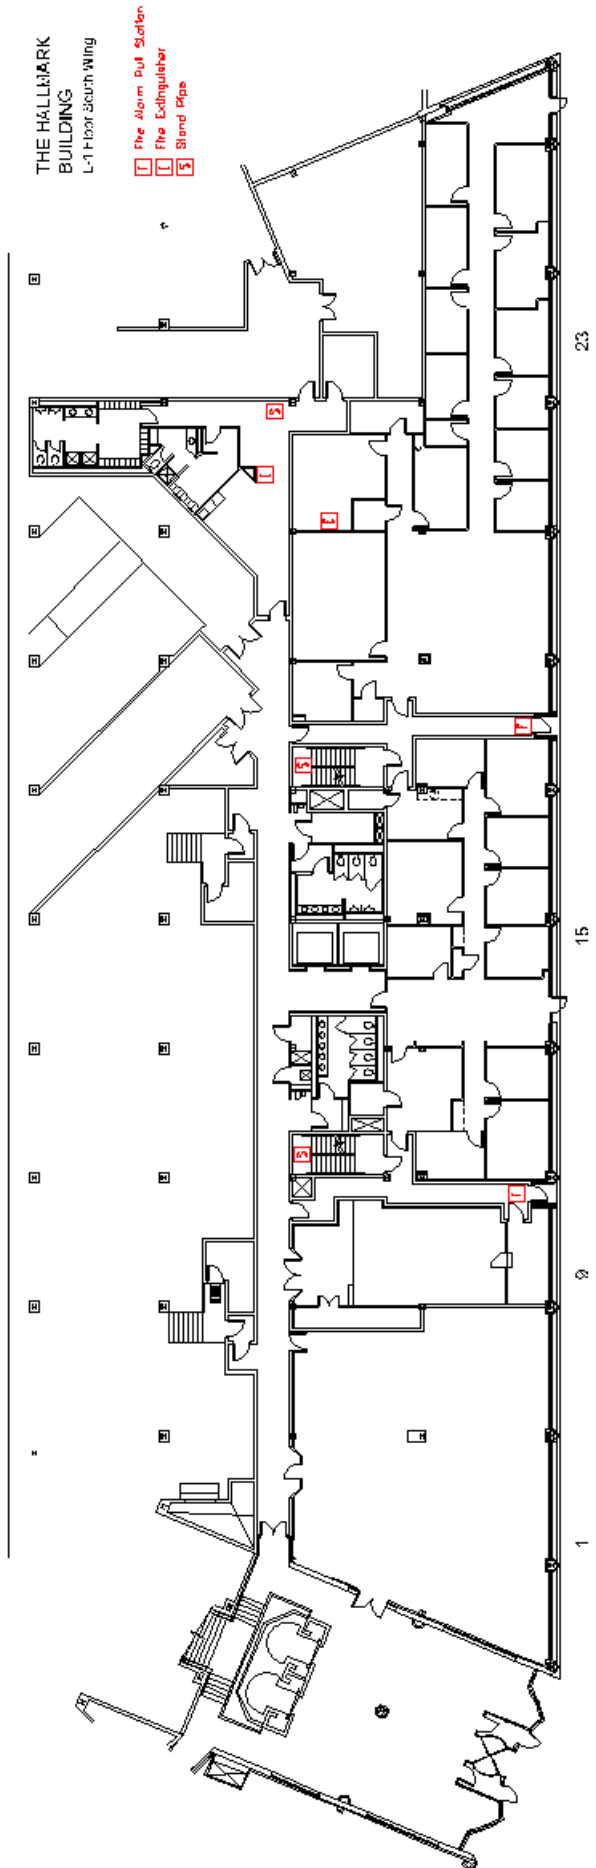 THE HALLMARK
BUILDING
L-1 Floor South Wing
Fire Alarm Pull Station
Fire Extinguisher
S Stand Pipe
23
15
9
1
S
S
S